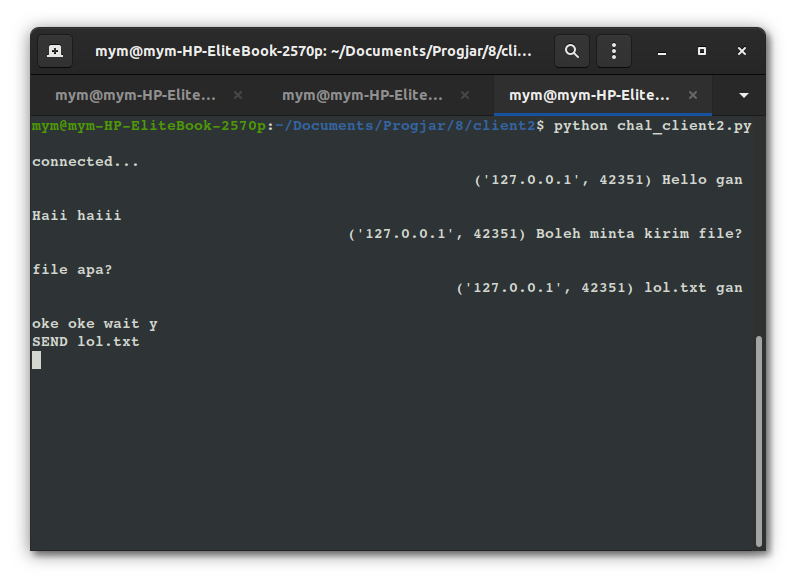 mym@mym-HP-EliteBook-2570p: ~/Documents/Progjar/8/cli...
mym@mym-HP-Elite... mym@mym-HP-Elite... mym@mym-HP-Elite...
mym@mym-HP-EliteBook-2570p:~/Documents/Progjar/8/client2$ python chal_client2.py
connected...
('127.0.0.1', 42351) Hello gan
Haii haiii
('127.0.0.1', 42351) Boleh minta kirim file?
file apa?
('127.0.0.1', 42351) lol.txt gan
oke oke wait y
SEND lol.txt